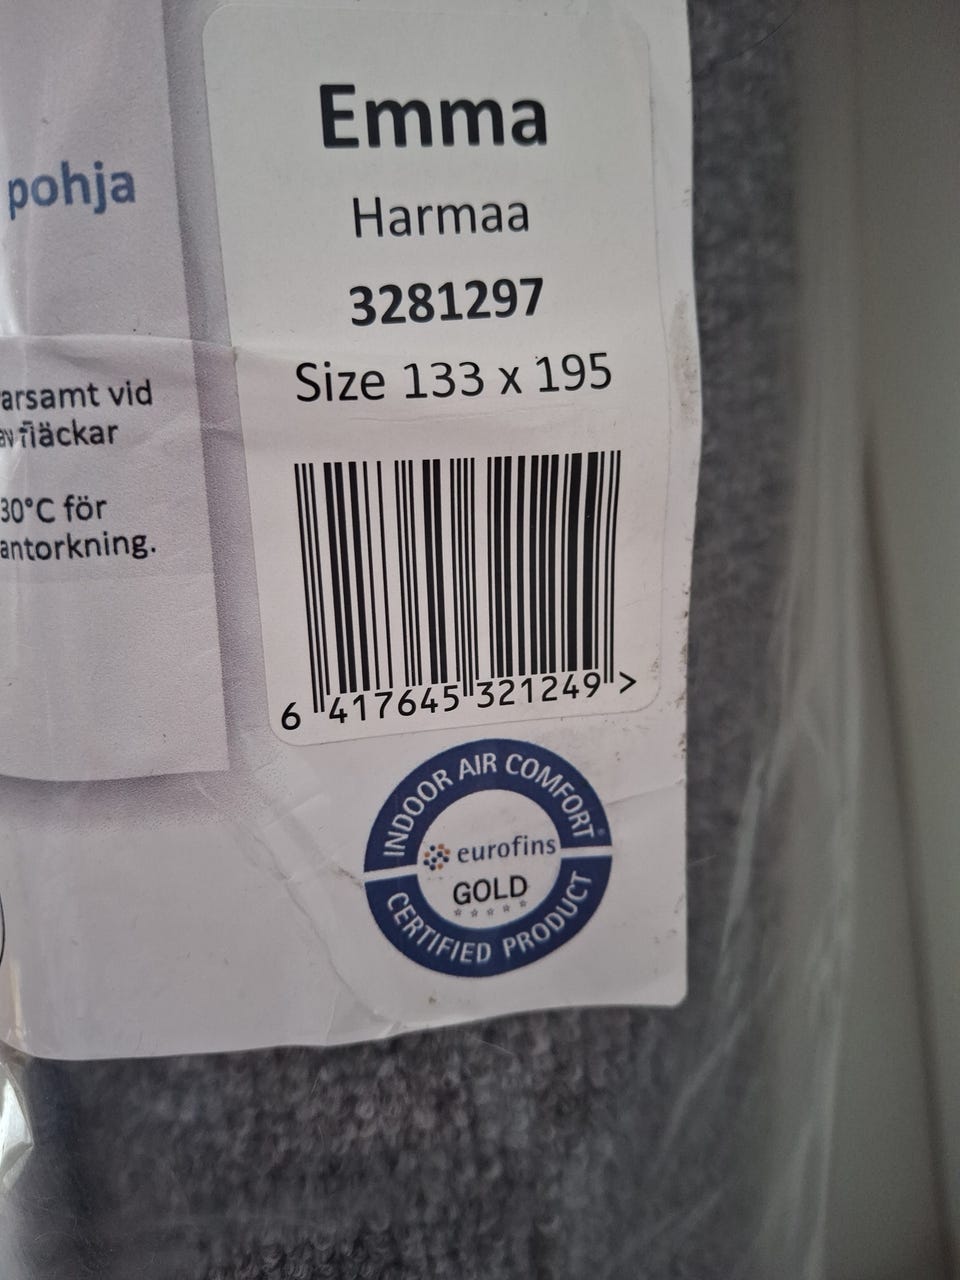 pohja
arsamt vid
av fläckar
30°C för
antorkning.
Emma
Harmaa
3281297
Size 133 x 195
6 417645 321249 >
INDOOR AIR COMFORT®
eurofins
GOLD
CERTIFIED PRODUCT